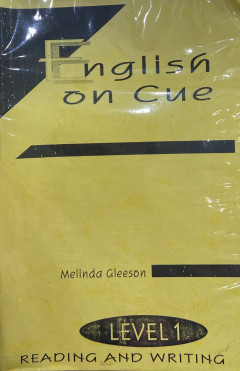 English
on Cue
Melinda Gleeson
LEVEL 1
READING AND WRITING